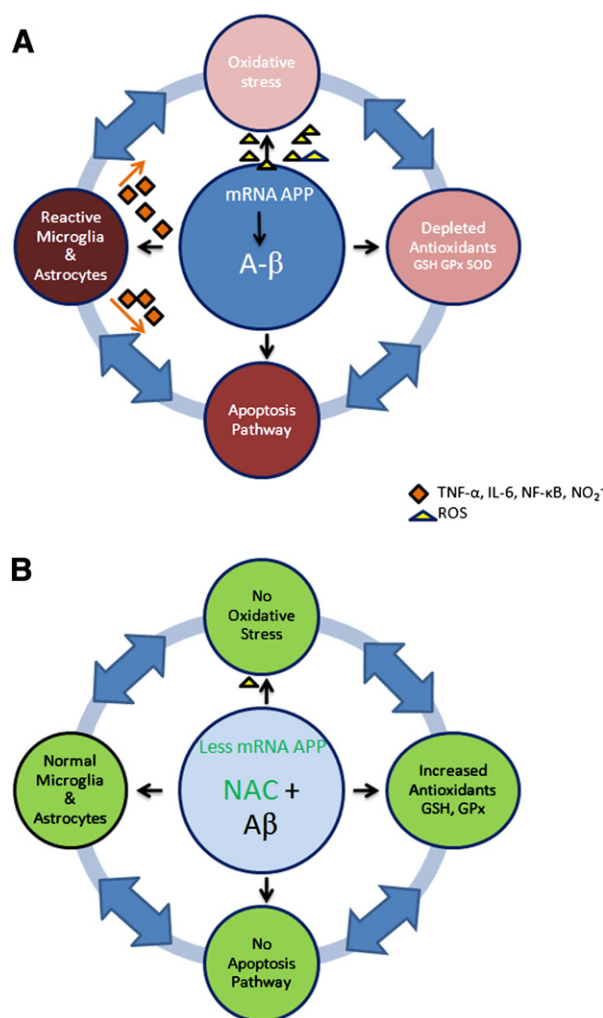 A
Oxidative
stress
mRNA APP
A-β
Reactive
Microglia
&
Astrocytes
Depleted
Antioxidants
GSH GPx SOD
Apoptosis
Pathway
TNF-α, IL-6, NF-κB, NO₂⁻
ROS
B
No
Oxidative
Stress
Less mRNA APP
NAC +
Aβ
Normal
Microglia
&
Astrocytes
Increased
Antioxidants
GSH, GPx
No
Apoptosis
Pathway